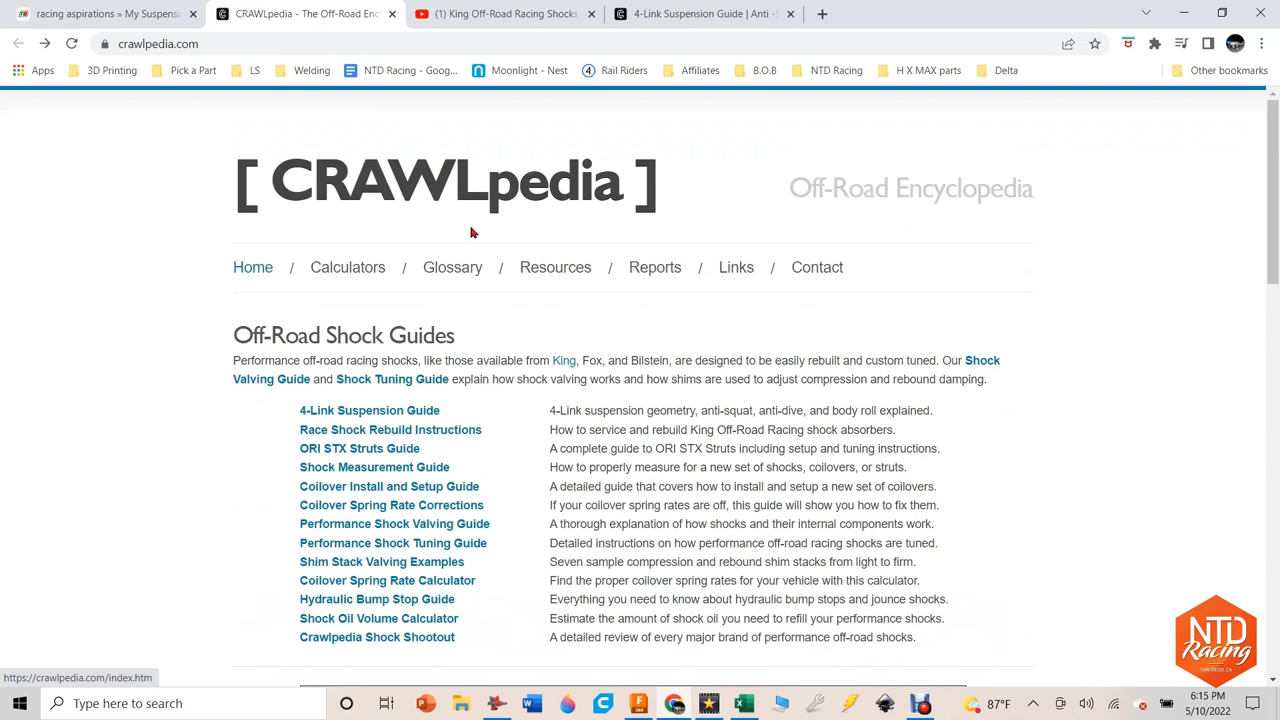 racing aspirations - My Suspensi
CRAWLpedia - The Off-Road Enc
(1) King Off-Road Racing Shocks
4-Link Suspension Guide | Anti -S
crawlpedia.com
Apps
3D Printing
Pick a Part
LS
Welding
NTD Racing - Goog...
Moonlight - Nest
Rail Riders
Affiliates
B.O.B
NTD Racing
H X MAX parts
Delta
Other bookmarks
[ CRAWLpedia ]
Off-Road Encyclopedia
Home / Calculators / Glossary / Resources / Reports / Links / Contact
Off-Road Shock Guides
Performance off-road racing shocks, like those available from King, Fox, and Bilstein, are designed to be easily rebuilt and custom tuned. Our Shock
Valving Guide and Shock Tuning Guide explain how shock valving works and how shims are used to adjust compression and rebound damping.
4-Link Suspension Guide 4-Link suspension geometry, anti-squat, anti-dive, and body roll explained.
Race Shock Rebuild Instructions How to service and rebuild King Off-Road Racing shock absorbers.
ORI STX Struts Guide A complete guide to ORI STX Struts including setup and tuning instructions.
Shock Measurement Guide How to properly measure for a new set of shocks, coilovers, or struts.
Coilover Install and Setup Guide A detailed guide that covers how to install and setup a new set of coilovers.
Coilover Spring Rate Corrections If your coilover spring rates are off, this guide will show you how to fix them.
Performance Shock Valving Guide A thorough explanation of how shocks and their internal components work.
Performance Shock Tuning Guide Detailed instructions on how performance off-road racing shocks are tuned.
Shim Stack Valving Examples Seven sample compression and rebound shim stacks from light to firm.
Coilover Spring Rate Calculator Find the proper coilover spring rates for your vehicle with this calculator.
Hydraulic Bump Stop Guide Everything you need to know about hydraulic bump stops and jounce shocks.
Shock Oil Volume Calculator Estimate the amount of shock oil you need to refill your performance shocks.
Crawlpedia Shock Shootout A detailed review of every major brand of performance off-road shocks.
NTD
Racing
SAN DIEGO, CA
https://crawlpedia.com/index.htm
Type here to search
87°F
6:15 PM
5/10/2022